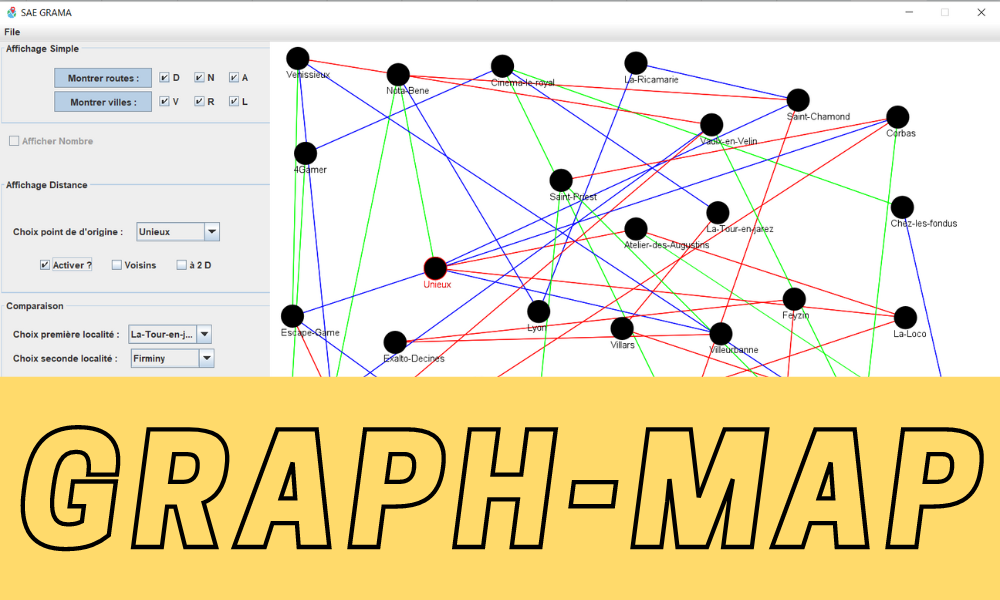 SAE GRAMA
File
Affichage Simple
Montrer routes : D N A
Montrer villes : V R L
Afficher Nombre
Affichage Distance
Choix point de d'origine : Unieux
Activer ? Voisins à 2 D
Comparaison
Choix première localité : La-Tour-en-j...
Choix seconde localité : Firminy
Venissieux
Nota-Bene
Cinema-le-royal
La-Ricamarie
Saint-Chamond
Corbas
Vaulx-en-Velin
4Gamer
Saint-Priest
La-Tour-en-jarez
Chez-les-fondus
Atelier-des-Augustins
Unieux
Escape-Game
Lyon
Feyzin
La-Loco
Villars
Villeurbanne
Exalto-Decines
GRAPH-MAP